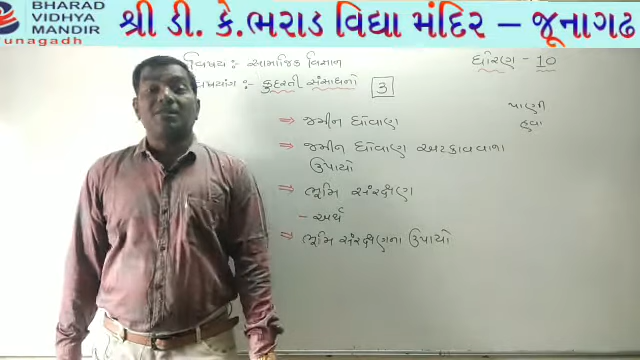 BHARAD
VIDHYA
MANDIR
unagadh
શ્રી ડી. કે.ભરાડ વિદ્યા મંદિર – જૂનાગઢ
વિષય :- સામાજિક વિજ્ઞાન
ધોરણ - 10
વિષયાંગ :- કુદરતી સંસાધનો 3
પાણી
હવા
⇒ જમીન ધોવાણ
⇒ જમીન ધોવાણ અટકાવવાના
ઉપાયો
⇒ ભૂમિ સંરક્ષણ
- અર્થ
⇒ ભૂમિ સંરક્ષણના ઉપાયો